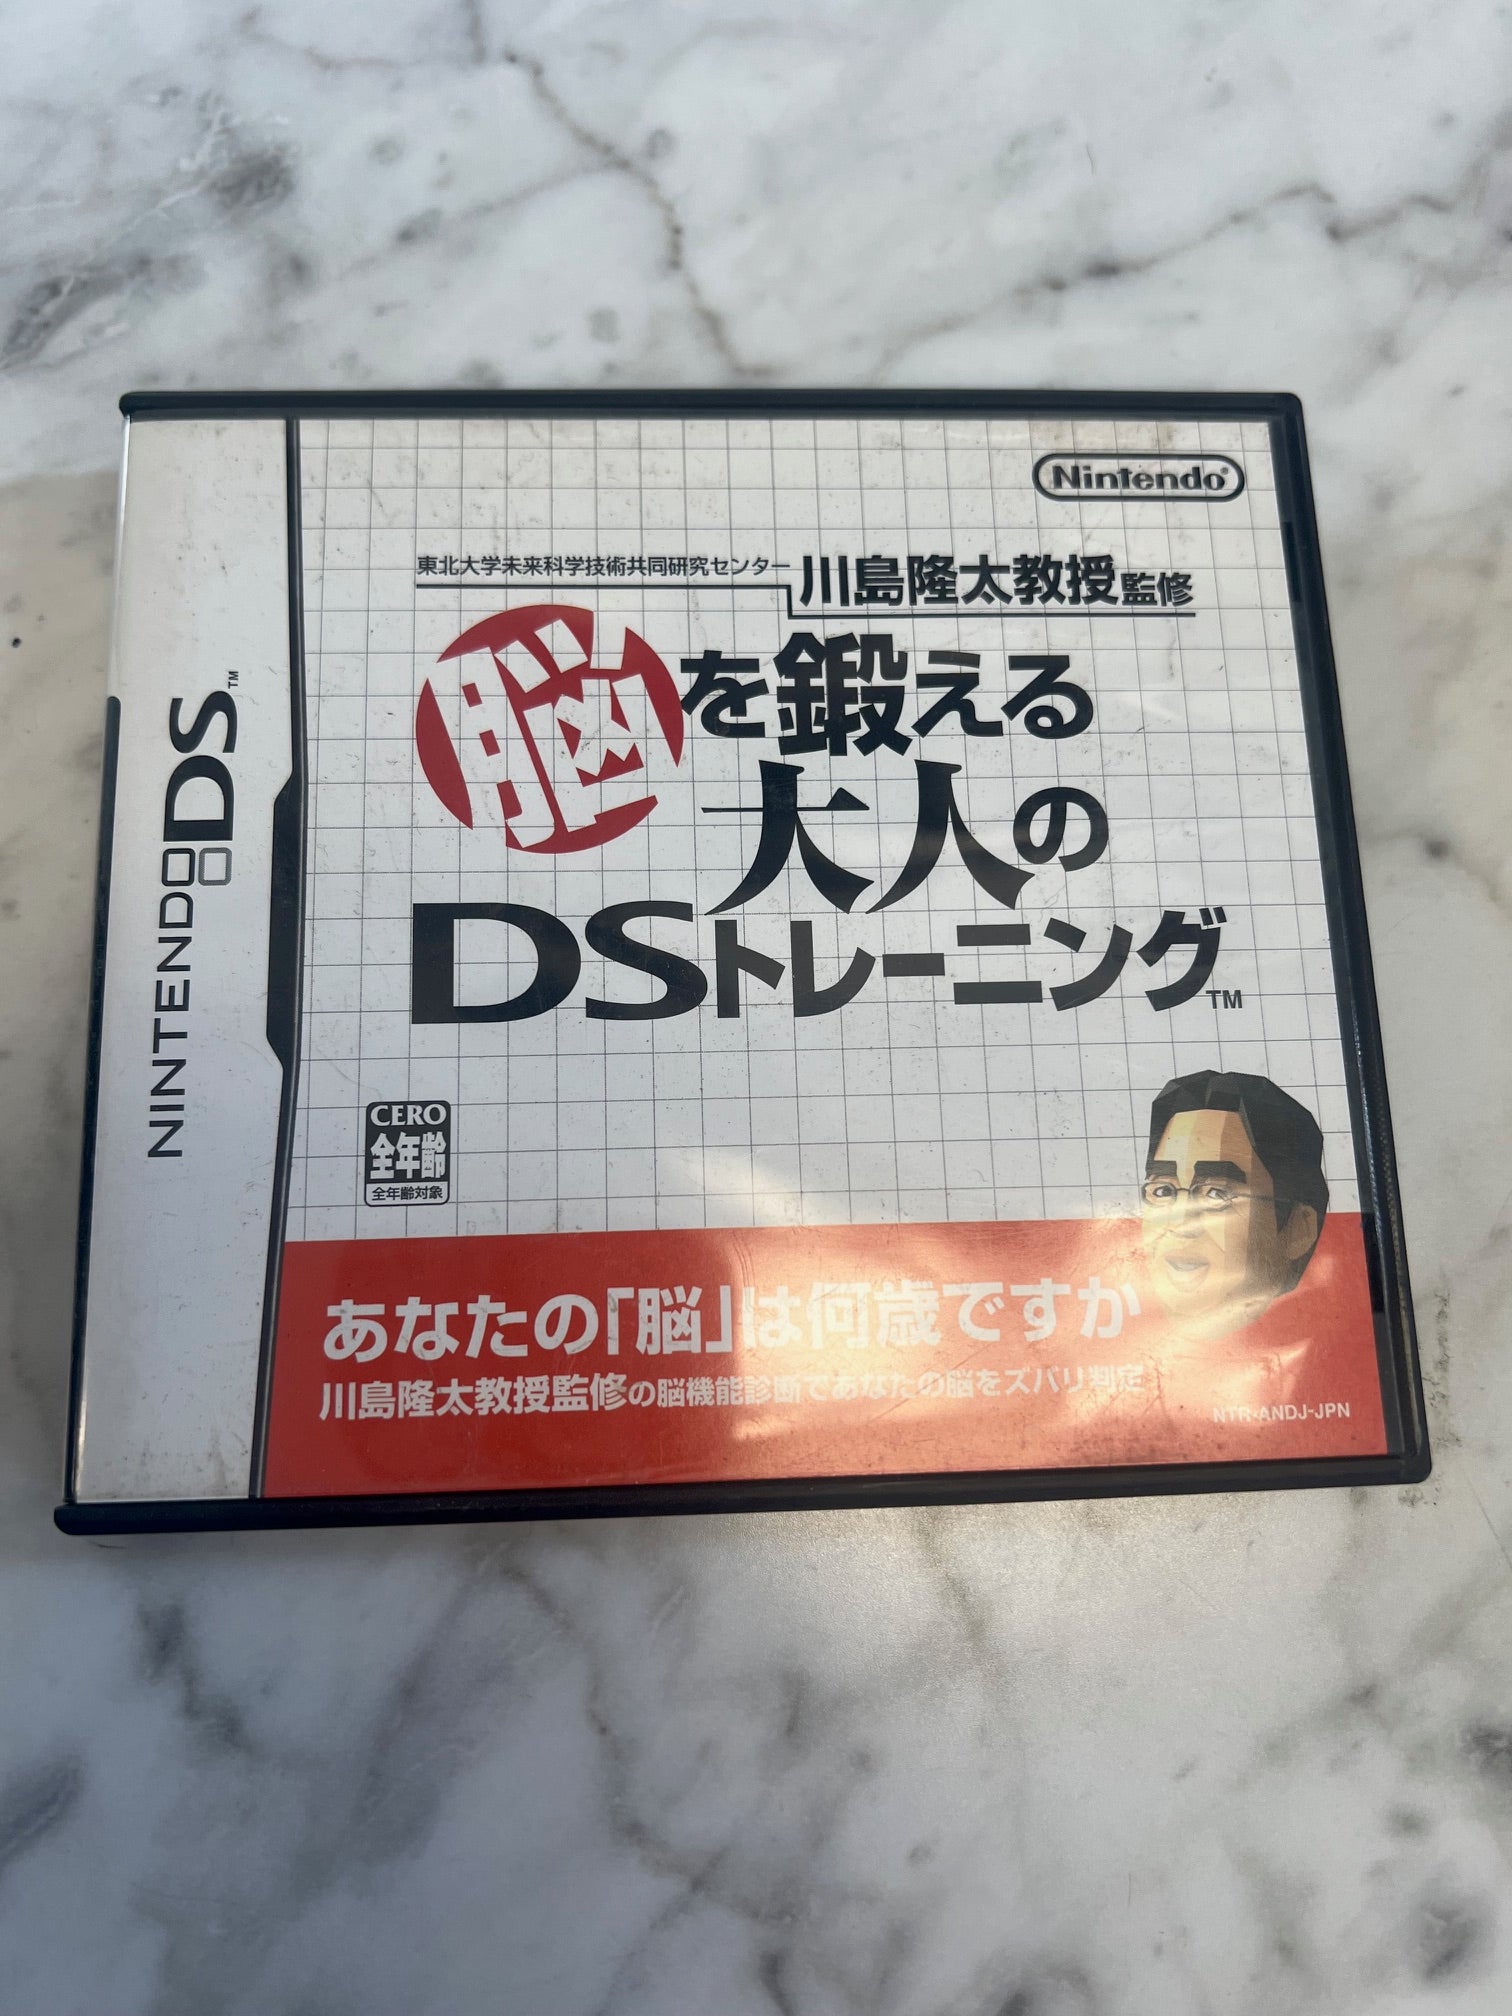 NINTENDO DS™
Nintendo®
東北大学未来科学技術共同研究センター 川島隆太教授監修
脳を鍛える
大人の
DSトレーニング™
CERO
全年齢
全年齢対象
あなたの「脳」は何歳ですか
川島隆太教授監修の脳機能診断であなたの脳をズバリ判定
NTR-ANDJ-JPN